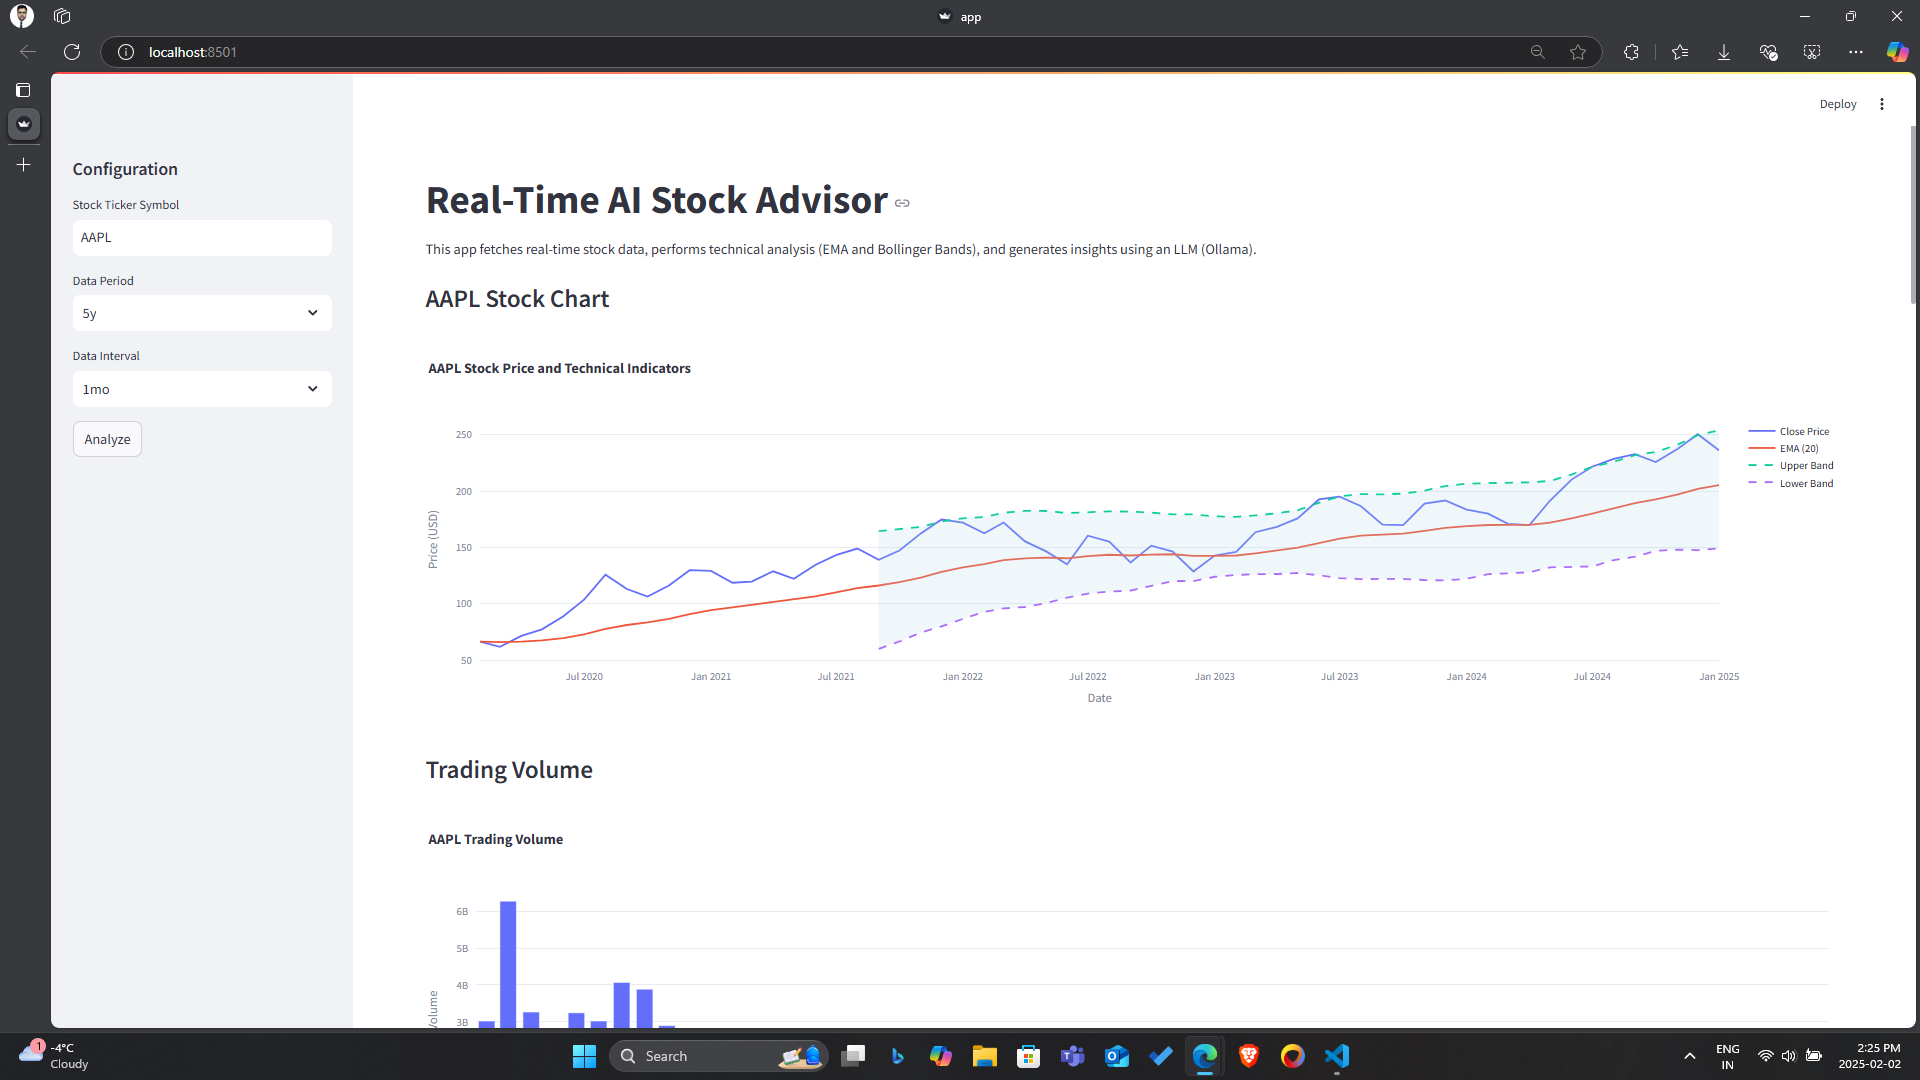 app
localhost:8501
Deploy
Configuration
Stock Ticker Symbol
AAPL
Data Period
5y
Data Interval
1mo
Analyze
Real-Time AI Stock Advisor
This app fetches real-time stock data, performs technical analysis (EMA and Bollinger Bands), and generates insights using an LLM (Ollama).
AAPL Stock Chart
AAPL Stock Price and Technical Indicators
250
200
150
100
50
Price (USD)
Jul 2020
Jan 2021
Jul 2021
Jan 2022
Jul 2022
Jan 2023
Jul 2023
Jan 2024
Jul 2024
Jan 2025
Date
Close Price
EMA (20)
Upper Band
Lower Band
Trading Volume
AAPL Trading Volume
6B
5B
4B
3B
Volume
1
-4°C
Cloudy
Search
ENG
IN
2:25 PM
2025-02-02